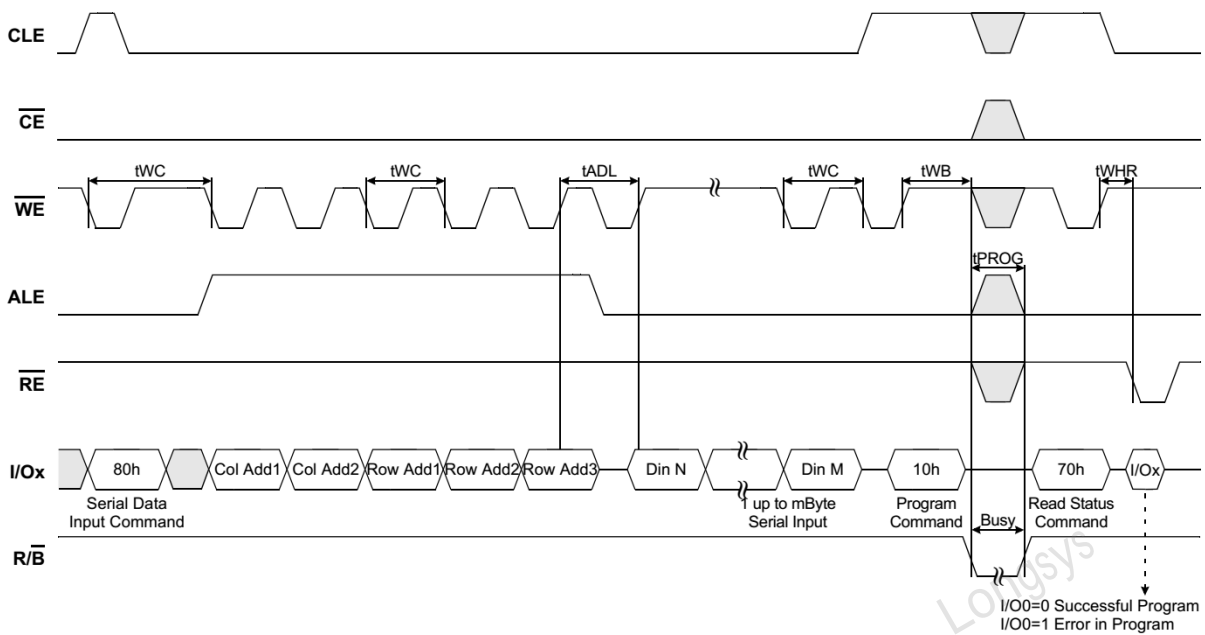 CLE
CE
tWC
tWC
tADL
tWC
tWB
tWHR
WE
tPROG
ALE
RE
I/Ox
80h
Col Add1
Col Add2
Row Add1
Row Add2
Row Add3
Din N
Din M
10h
70h
I/Ox
Serial Data
Input Command
1 up to mByte
Serial Input
Program
Command
Busy
Read Status
Command
R/B
Longsys
I/O0=0 Successful Program
I/O0=1 Error in Program